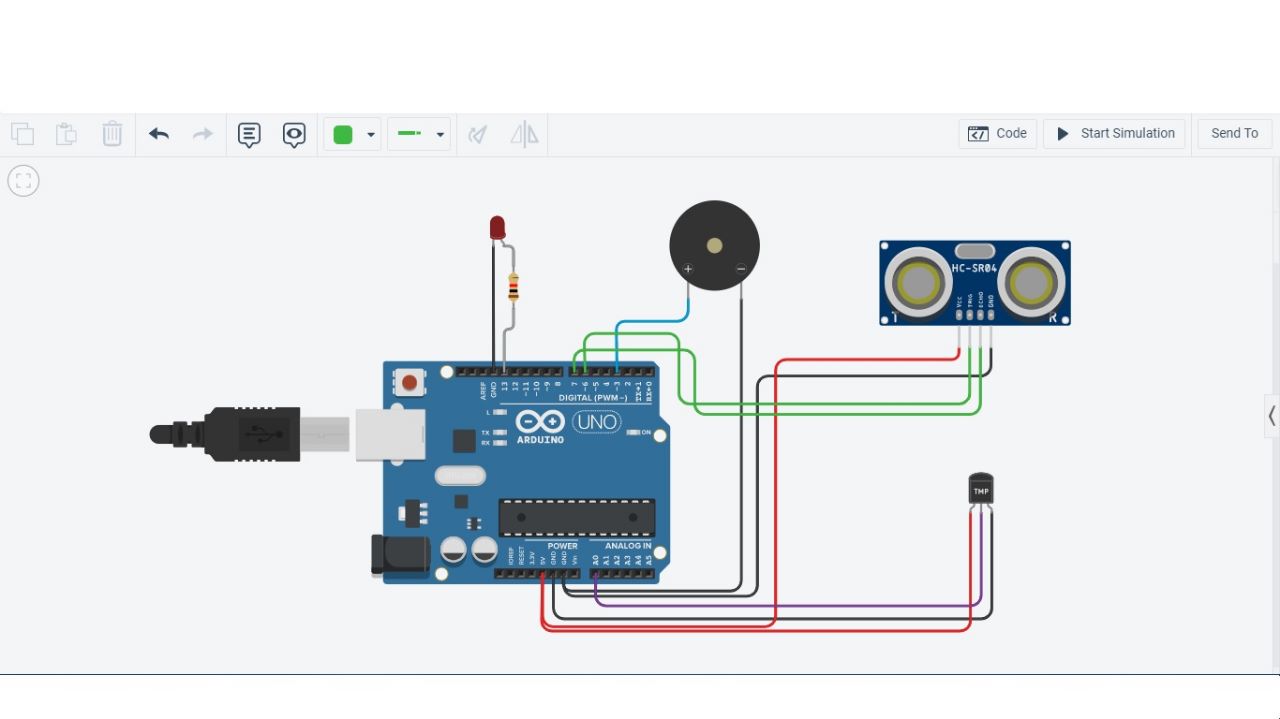 Code
Start Simulation
Send To
HC-SR04
VCC
TRIG
ECHO
GND
T
R
AREF
GND
13
12
~11
~10
~9
8
7
~6
~5
4
~3
2
TX→1
RX←0
DIGITAL (PWM~)
L
TX
RX
ARDUINO
UNO
ON
TMP
POWER
ANALOG IN
IOREF
RESET
3.3V
5V
GND
GND
Vin
A0
A1
A2
A3
A4
A5